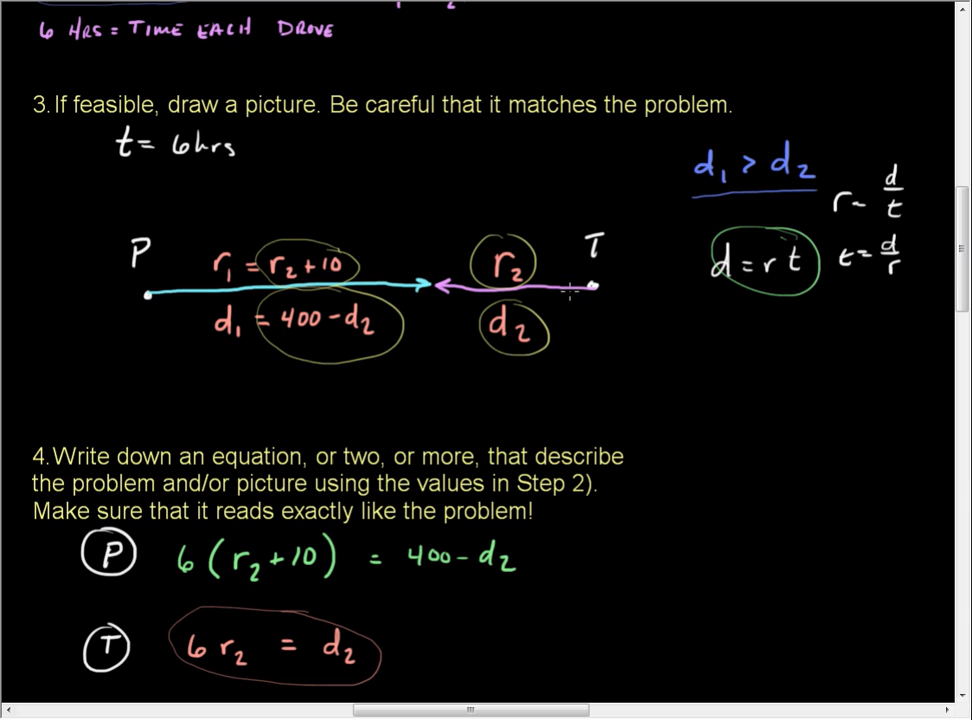 6 HRS = TIME EACH DROVE
3. If feasible, draw a picture. Be careful that it matches the problem.
t = 6 hrs
d₁ > d₂
r = d/t
P
r₁ = r₂ + 10
r₂
T
d = r t
t = d/r
d₁ = 400 - d₂
d₂
4. Write down an equation, or two, or more, that describe
the problem and/or picture using the values in Step 2).
Make sure that it reads exactly like the problem!
P 6 ( r₂ + 10 ) = 400 - d₂
T 6 r₂ = d₂